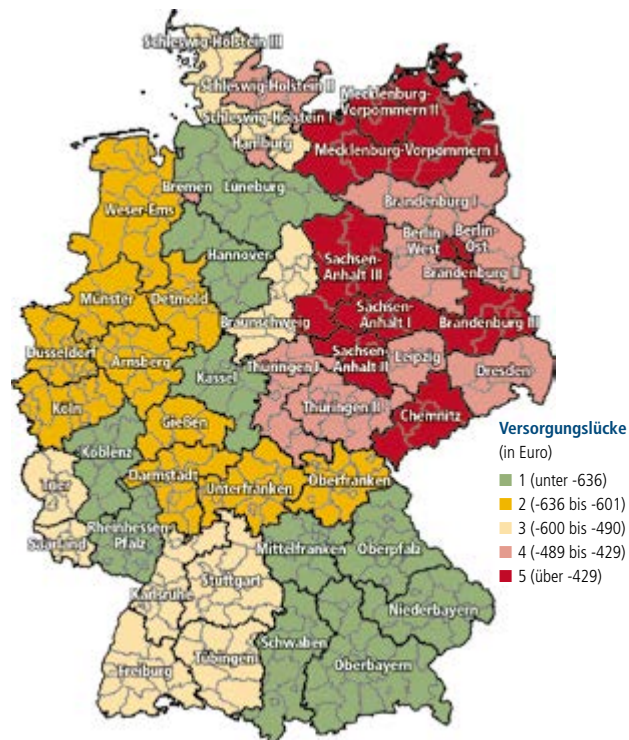 Schleswig-Holstein III
Schleswig-Holstein II
Mecklenburg-
Vorpommern II
Schleswig-Holstein I
Hamburg
Mecklenburg-Vorpommern I
Bremen
Lüneburg
Weser-Ems
Brandenburg I
Berlin-
West
Berlin-
Ost
Hannover
Sachsen-
Anhalt III
Brandenburg II
Münster
Detmold
Braunschweig
Sachsen-
Anhalt I
Brandenburg III
Düsseldorf
Arnsberg
Kassel
Thüringen I
Sachsen-
Anhalt II
Leipzig
Dresden
Köln
Gießen
Thüringen II
Chemnitz
Koblenz
Darmstadt
Unterfranken
Oberfranken
Trier
Rheinhessen-
Pfalz
Saarland
Mittelfranken
Oberpfalz
Karlsruhe
Stuttgart
Niederbayern
Freiburg
Tübingen
Schwaben
Oberbayern
Versorgungslücke
(in Euro)
1 (unter -636)
2 (-636 bis -601)
3 (-600 bis -490)
4 (-489 bis -429)
5 (über -429)